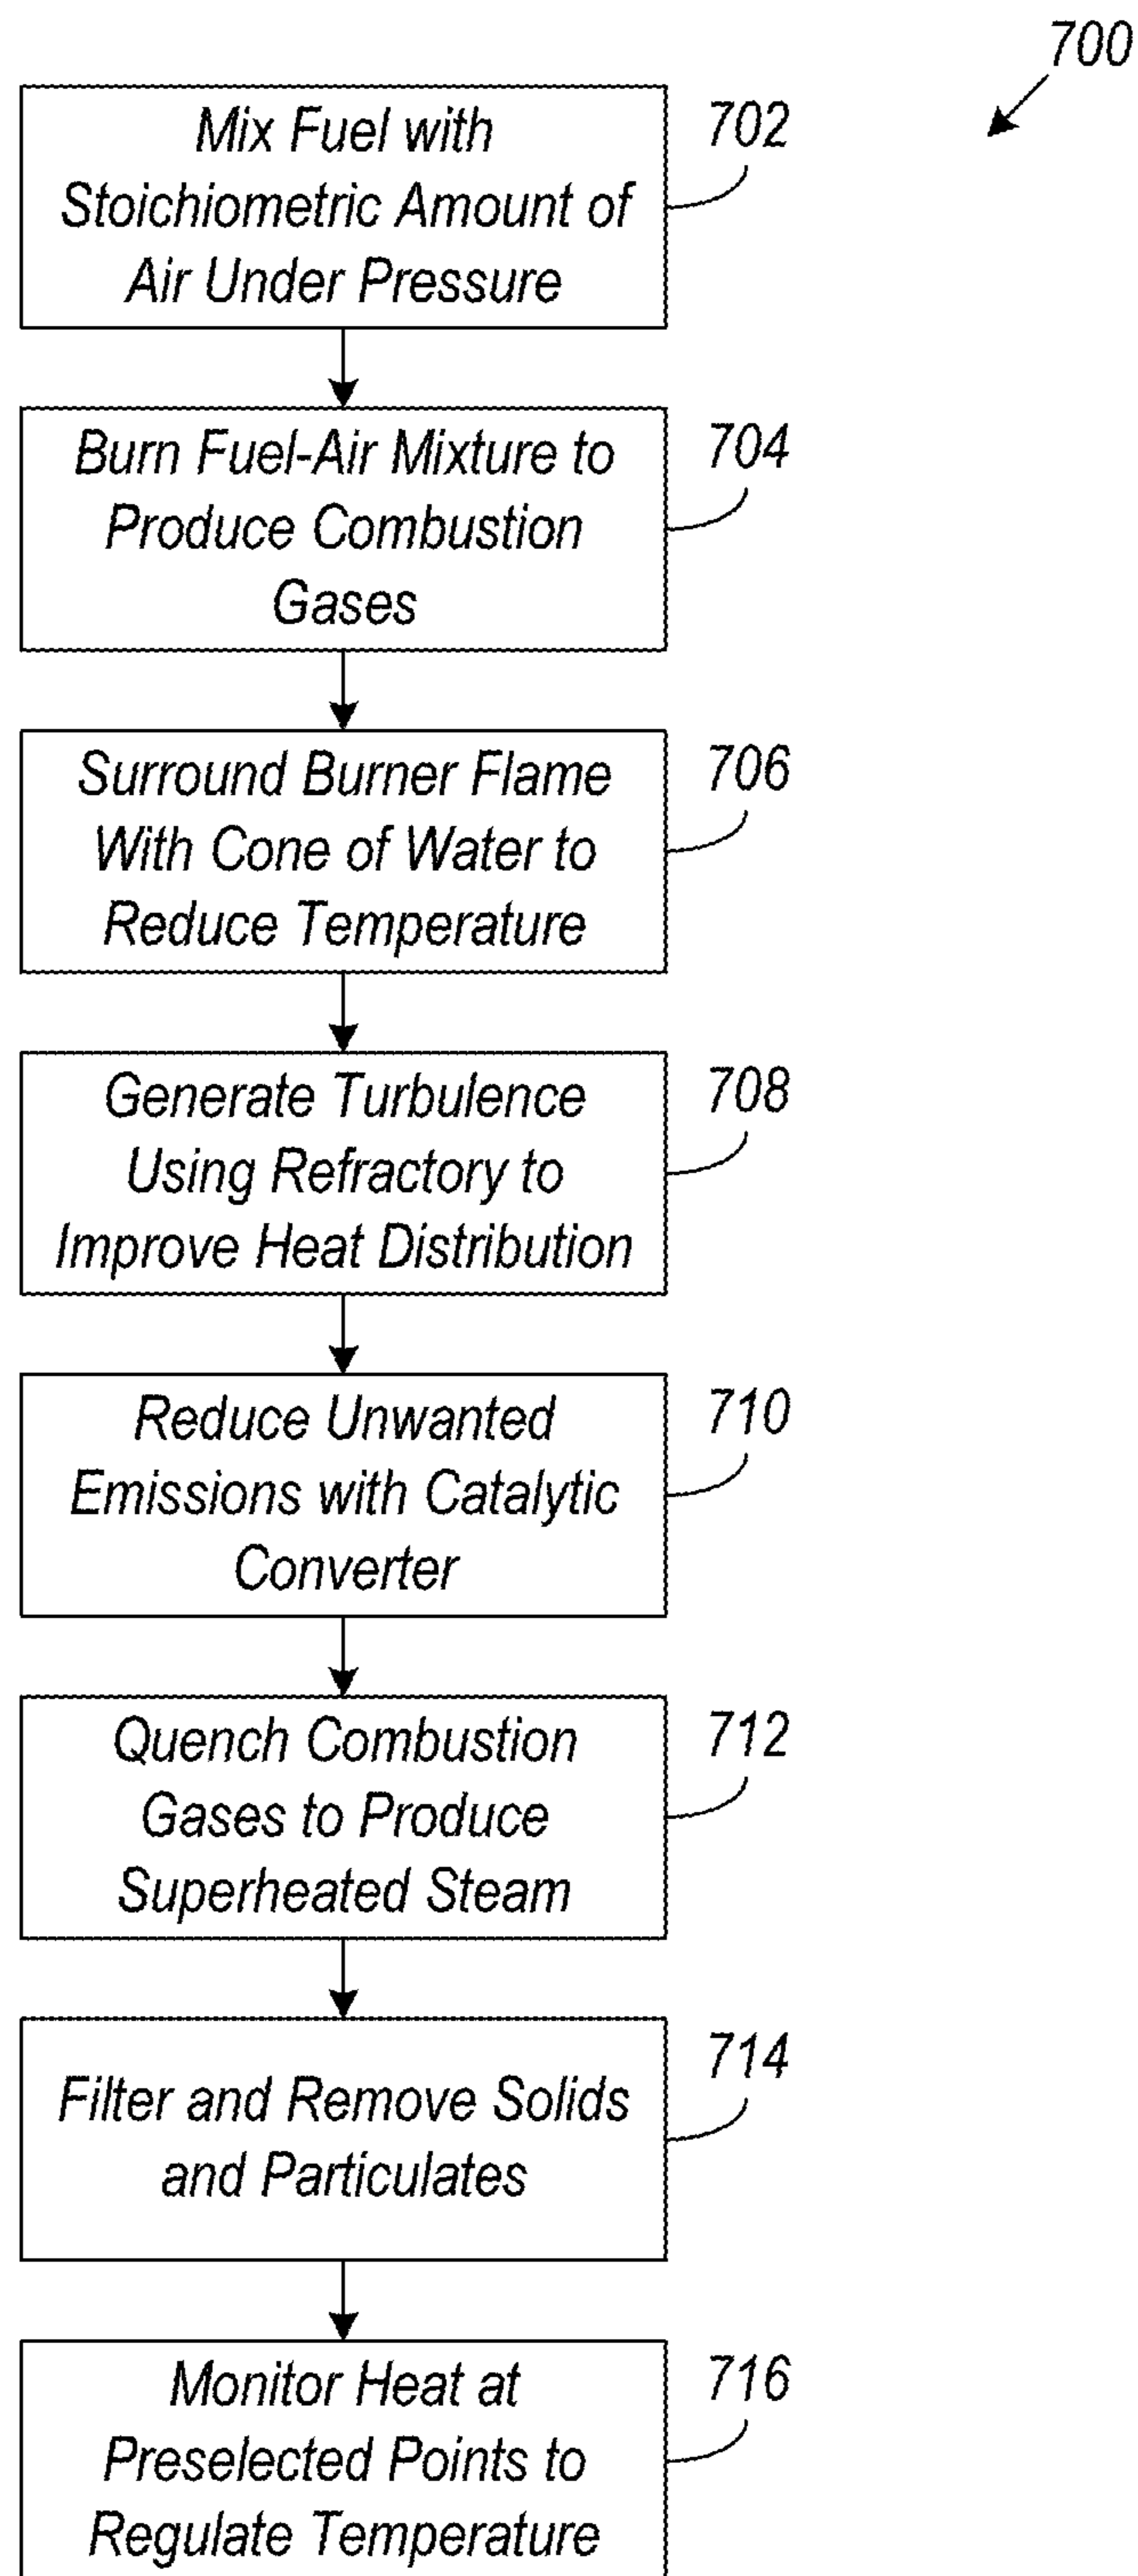 700
Mix Fuel with
Stoichiometric Amount of
Air Under Pressure
702
Burn Fuel-Air Mixture to
Produce Combustion
Gases
704
Surround Burner Flame
With Cone of Water to
Reduce Temperature
706
Generate Turbulence
Using Refractory to
Improve Heat Distribution
708
Reduce Unwanted
Emissions with Catalytic
Converter
710
Quench Combustion
Gases to Produce
Superheated Steam
712
Filter and Remove Solids
and Particulates
714
Monitor Heat at
Preselected Points to
Regulate Temperature
716